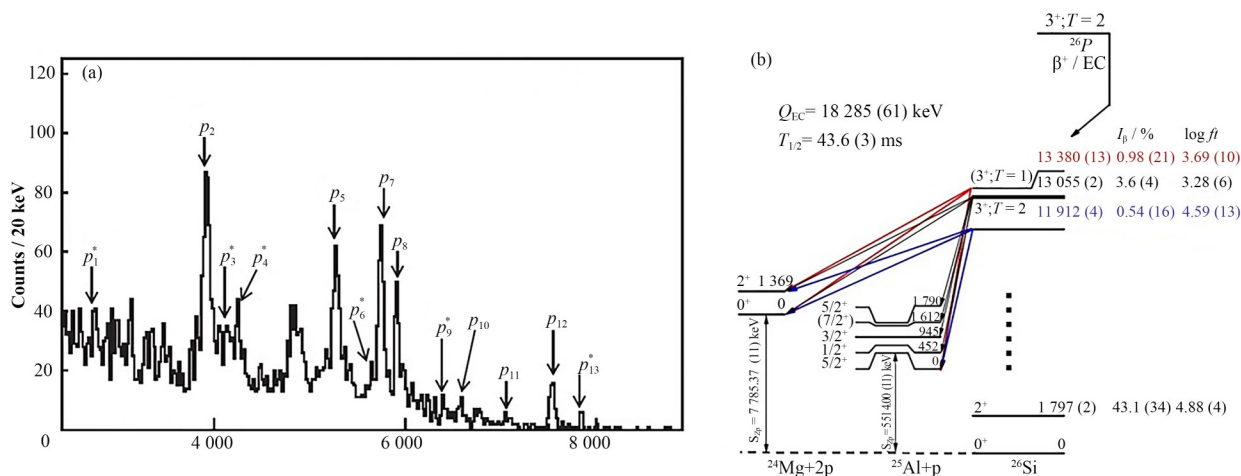 (a)
Counts / 20 keV
120
100
80
60
40
20
0
4 000
6 000
8 000
p1*
p2
p3*
p4*
p5
p6*
p7
p8
p9*
p10
p11
p12
p13*
(b)
3+;T = 2
26P
β+ / EC
QEC= 18 285 (61) keV
T1/2= 43.6 (3) ms
Iβ / % log ft
13 380 (13) 0.98 (21) 3.69 (10)
(3+;T = 1)
13 055 (2) 3.6 (4) 3.28 (6)
3+;T = 2
11 912 (4) 0.54 (16) 4.59 (13)
2+ 1 369
0+ 0
5/2+ 1 790
(7/2+) 1 612
3/2+ 945
1/2+ 452
5/2+ 0
S2p = 7 785.37 (11) keV
S2p = 5514.00 (11) keV
2+ 1 797 (2) 43.1 (34) 4.88 (4)
0+ 0
24Mg+2p 25Al+p 26Si